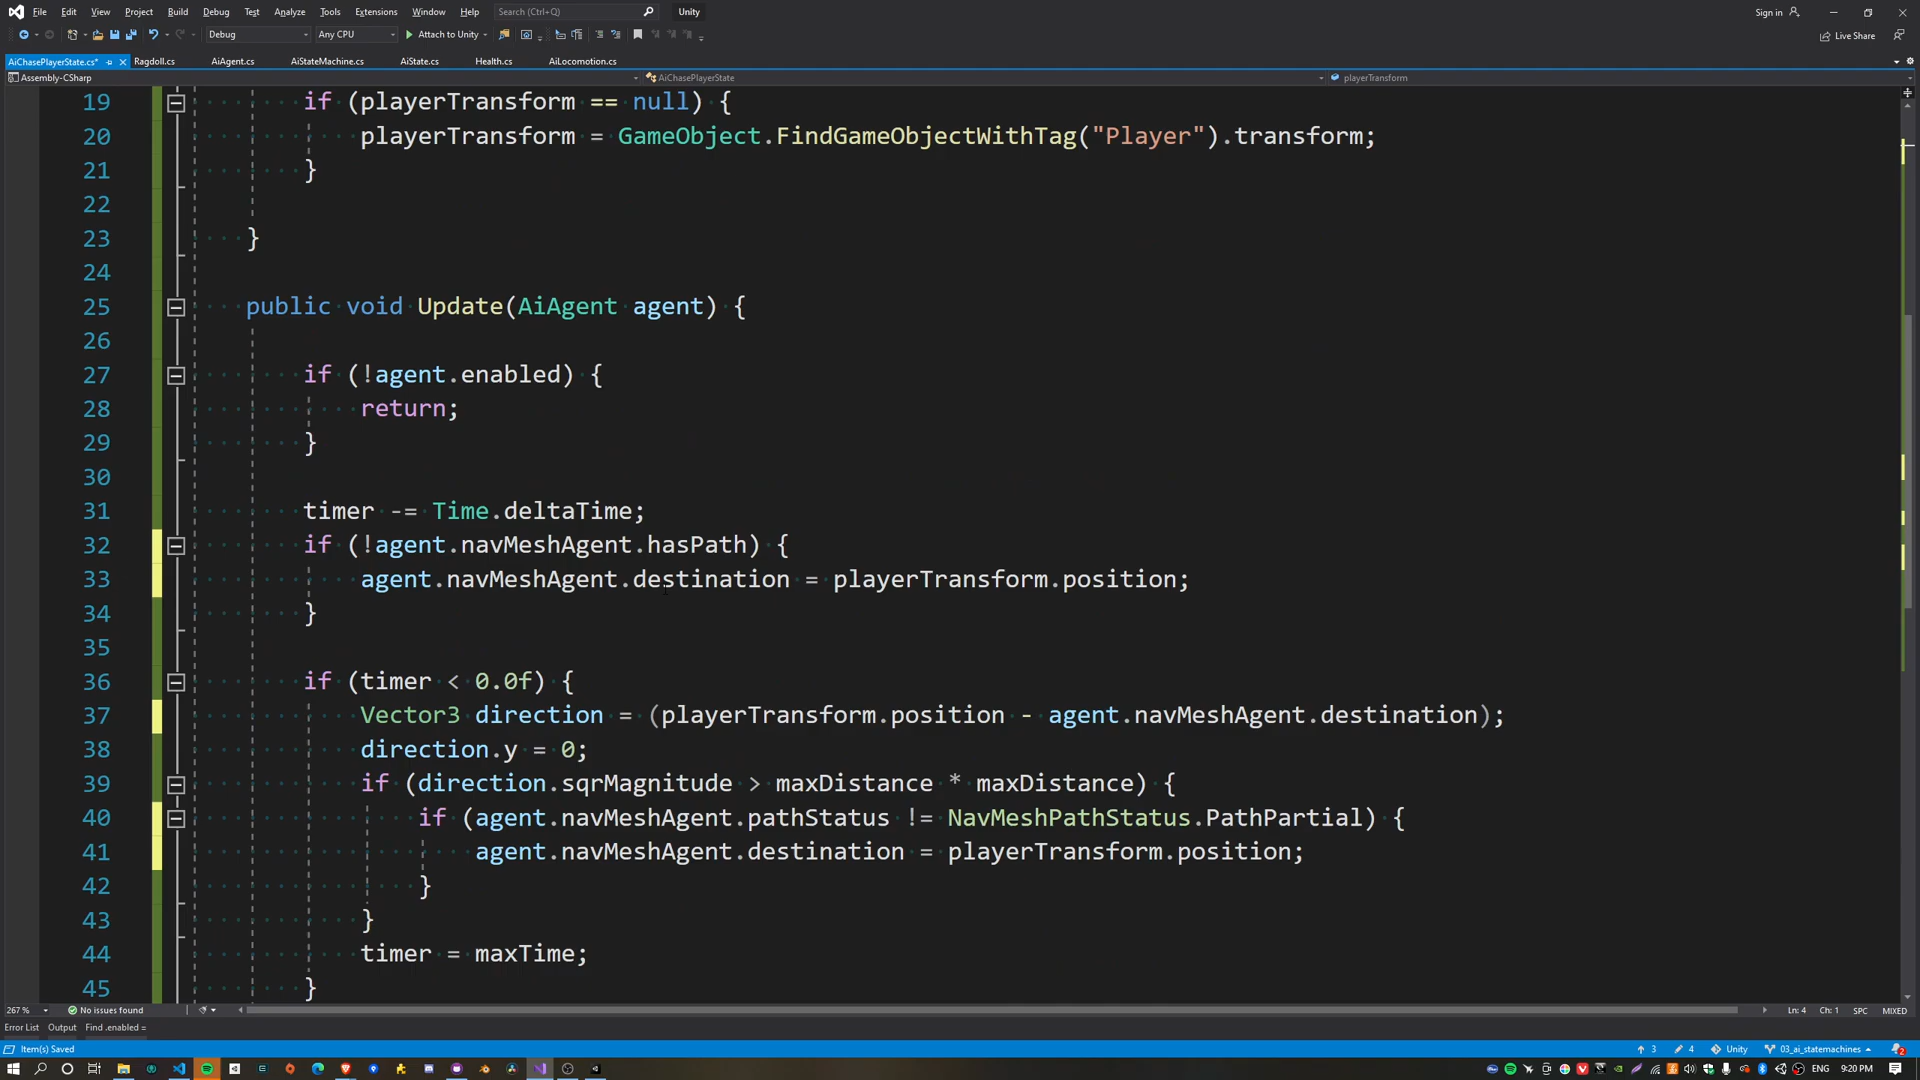 File Edit View Project Build Debug Test Analyze Tools Extensions Window Help Search (Ctrl+Q) Unity Sign in
Debug Any CPU Attach to Unity Live Share
AiChasePlayerState.cs* Ragdoll.cs AiAgent.cs AiStateMachine.cs AiState.cs Health.cs AiLocomotion.cs
Assembly-CSharp AiChasePlayerState playerTransform
19 if (playerTransform == null) {
20 playerTransform = GameObject.FindGameObjectWithTag("Player").transform;
21 }
22
23 }
24
25 public void Update(AiAgent agent) {
26
27 if (!agent.enabled) {
28 return;
29 }
30
31 timer -= Time.deltaTime;
32 if (!agent.navMeshAgent.hasPath) {
33 agent.navMeshAgent.destination = playerTransform.position;
34 }
35
36 if (timer < 0.0f) {
37 Vector3 direction = (playerTransform.position - agent.navMeshAgent.destination);
38 direction.y = 0;
39 if (direction.sqrMagnitude > maxDistance * maxDistance) {
40 if (agent.navMeshAgent.pathStatus != NavMeshPathStatus.PathPartial) {
41 agent.navMeshAgent.destination = playerTransform.position;
42 }
43 }
44 timer = maxTime;
45 }
267 % No issues found Ln: 4 Ch: 1 SPC MIXED
Error List Output Find .enabled =
Item(s) Saved 3 4 Unity 03_ai_statemachines 2
ENG 9:20 PM